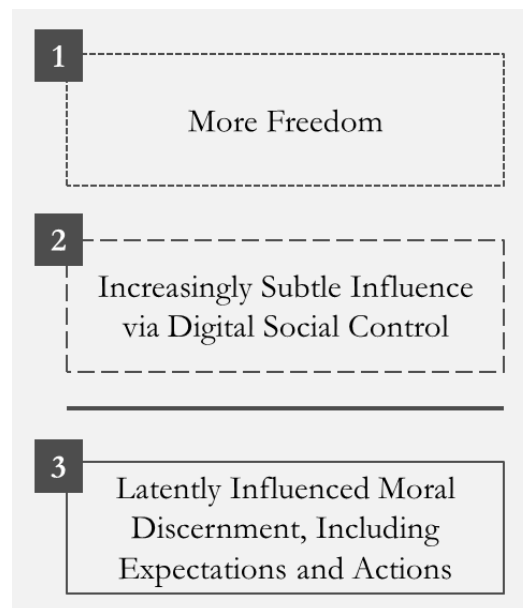 1
More Freedom
2
Increasingly Subtle Influence
via Digital Social Control
3
Latently Influenced Moral
Discernment, Including
Expectations and Actions